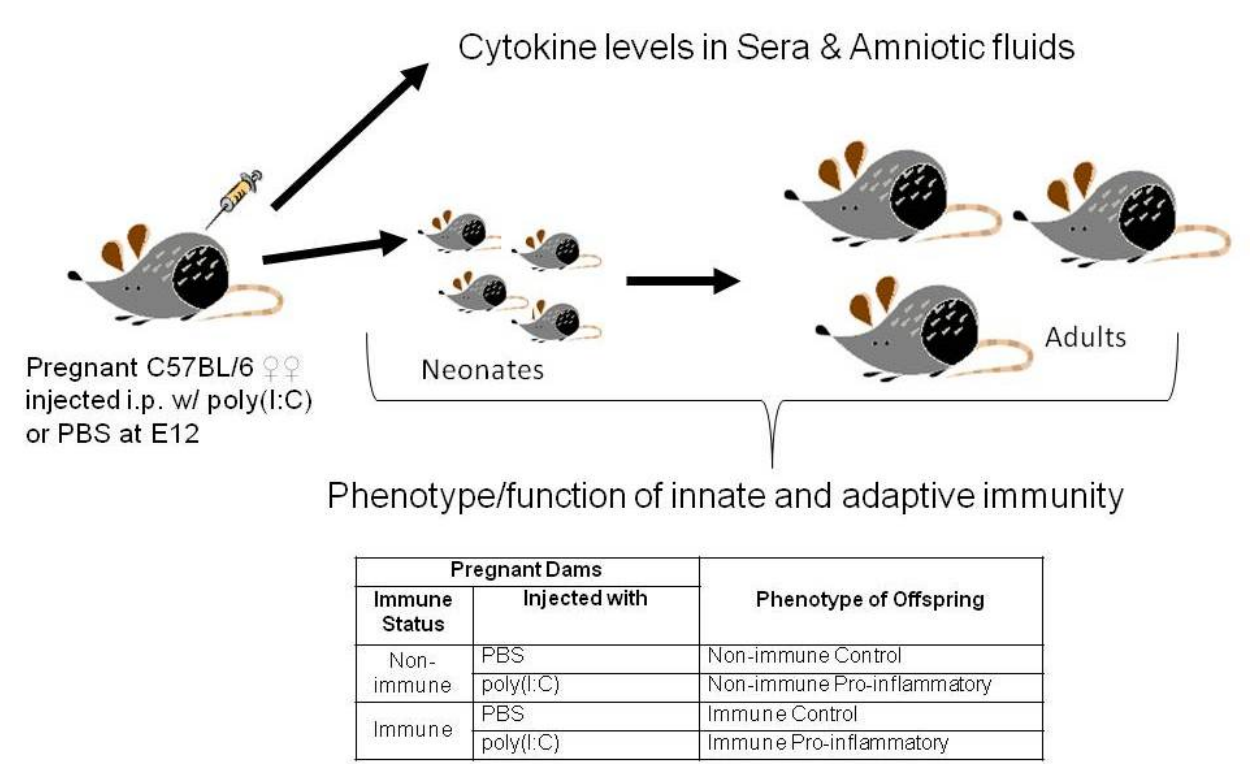 Cytokine levels in Sera & Amniotic fluids
Pregnant C57BL/6 ♀♀
injected i.p. w/ poly(I:C)
or PBS at E12
Neonates
Adults
Phenotype/function of innate and adaptive immunity
Pregnant Dams
Immune
Status
Injected with
Phenotype of Offspring
Non-
immune
PBS
Non-immune Control
poly(I:C)
Non-immune Pro-inflammatory
Immune
PBS
Immune Control
poly(I:C)
Immune Pro-inflammatory